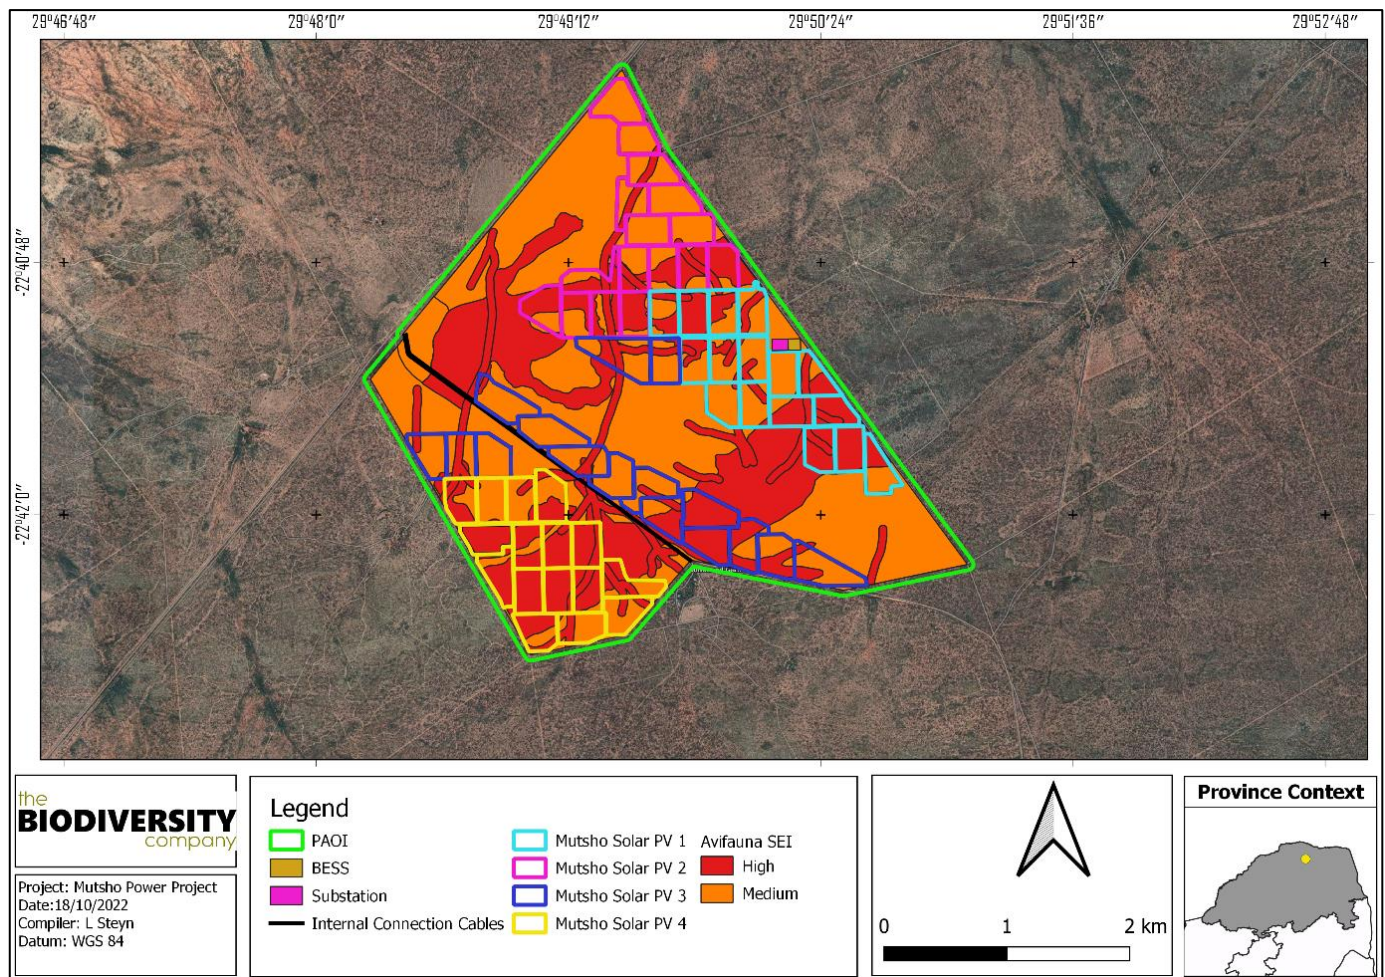 29°46′48″ 29°48′0″ 29°49′12″ 29°50′24″ 29°51′36″ 29°52′48″
-22°40′48″
-22°42′0″
the
BIODIVERSITY
company
Project: Mutsho Power Project
Date:18/10/2022
Compiler: L Steyn
Datum: WGS 84
Legend
PAOI
BESS
Substation
Internal Connection Cables
Mutsho Solar PV 1
Mutsho Solar PV 2
Mutsho Solar PV 3
Mutsho Solar PV 4
Avifauna SEI
High
Medium
0 1 2 km
Province Context